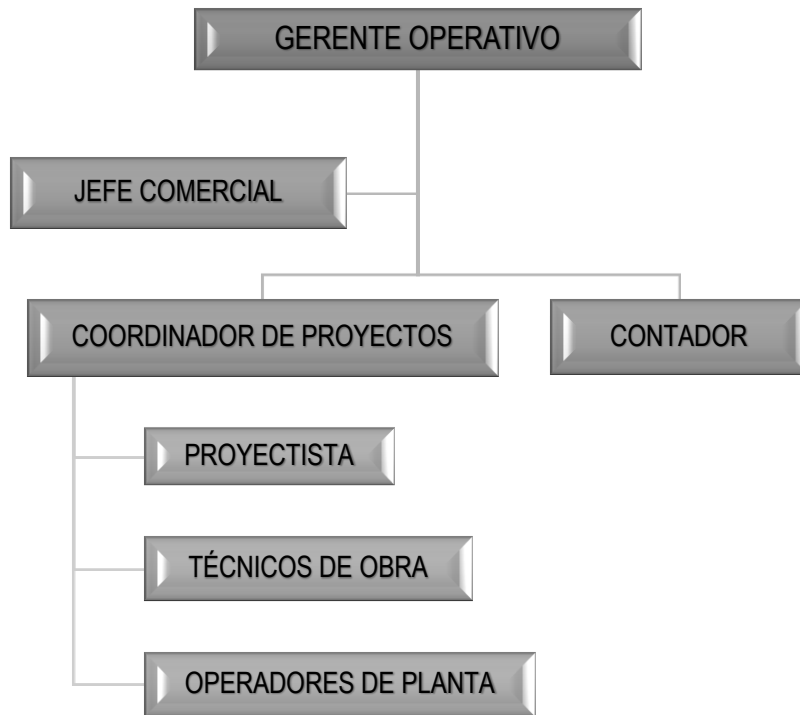 GERENTE OPERATIVO
JEFE COMERCIAL
COORDINADOR DE PROYECTOS
CONTADOR
PROYECTISTA
TÉCNICOS DE OBRA
OPERADORES DE PLANTA